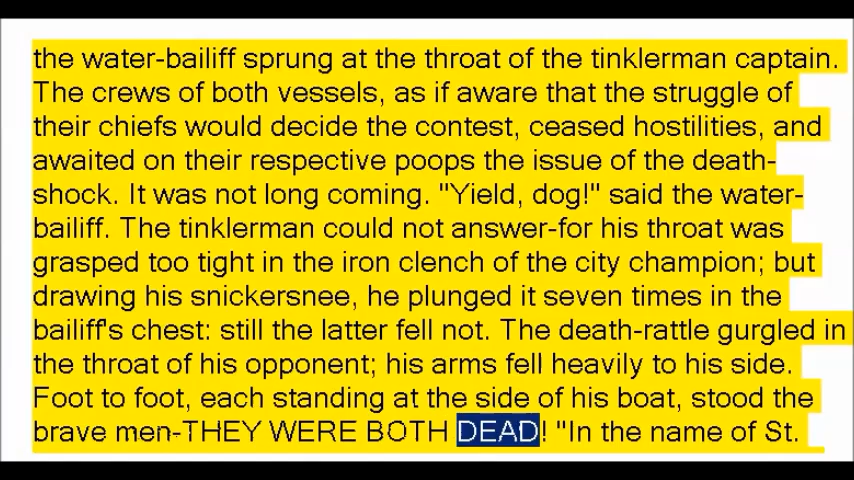 the water-bailiff sprung at the throat of the tinklerman captain.
The crews of both vessels, as if aware that the struggle of
their chiefs would decide the contest, ceased hostilities, and
awaited on their respective poops the issue of the death-
shock. It was not long coming. "Yield, dog!" said the water-
bailiff. The tinklerman could not answer-for his throat was
grasped too tight in the iron clench of the city champion; but
drawing his snickersnee, he plunged it seven times in the
bailiff's chest: still the latter fell not. The death-rattle gurgled in
the throat of his opponent; his arms fell heavily to his side.
Foot to foot, each standing at the side of his boat, stood the
brave men-THEY WERE BOTH DEAD! "In the name of St.